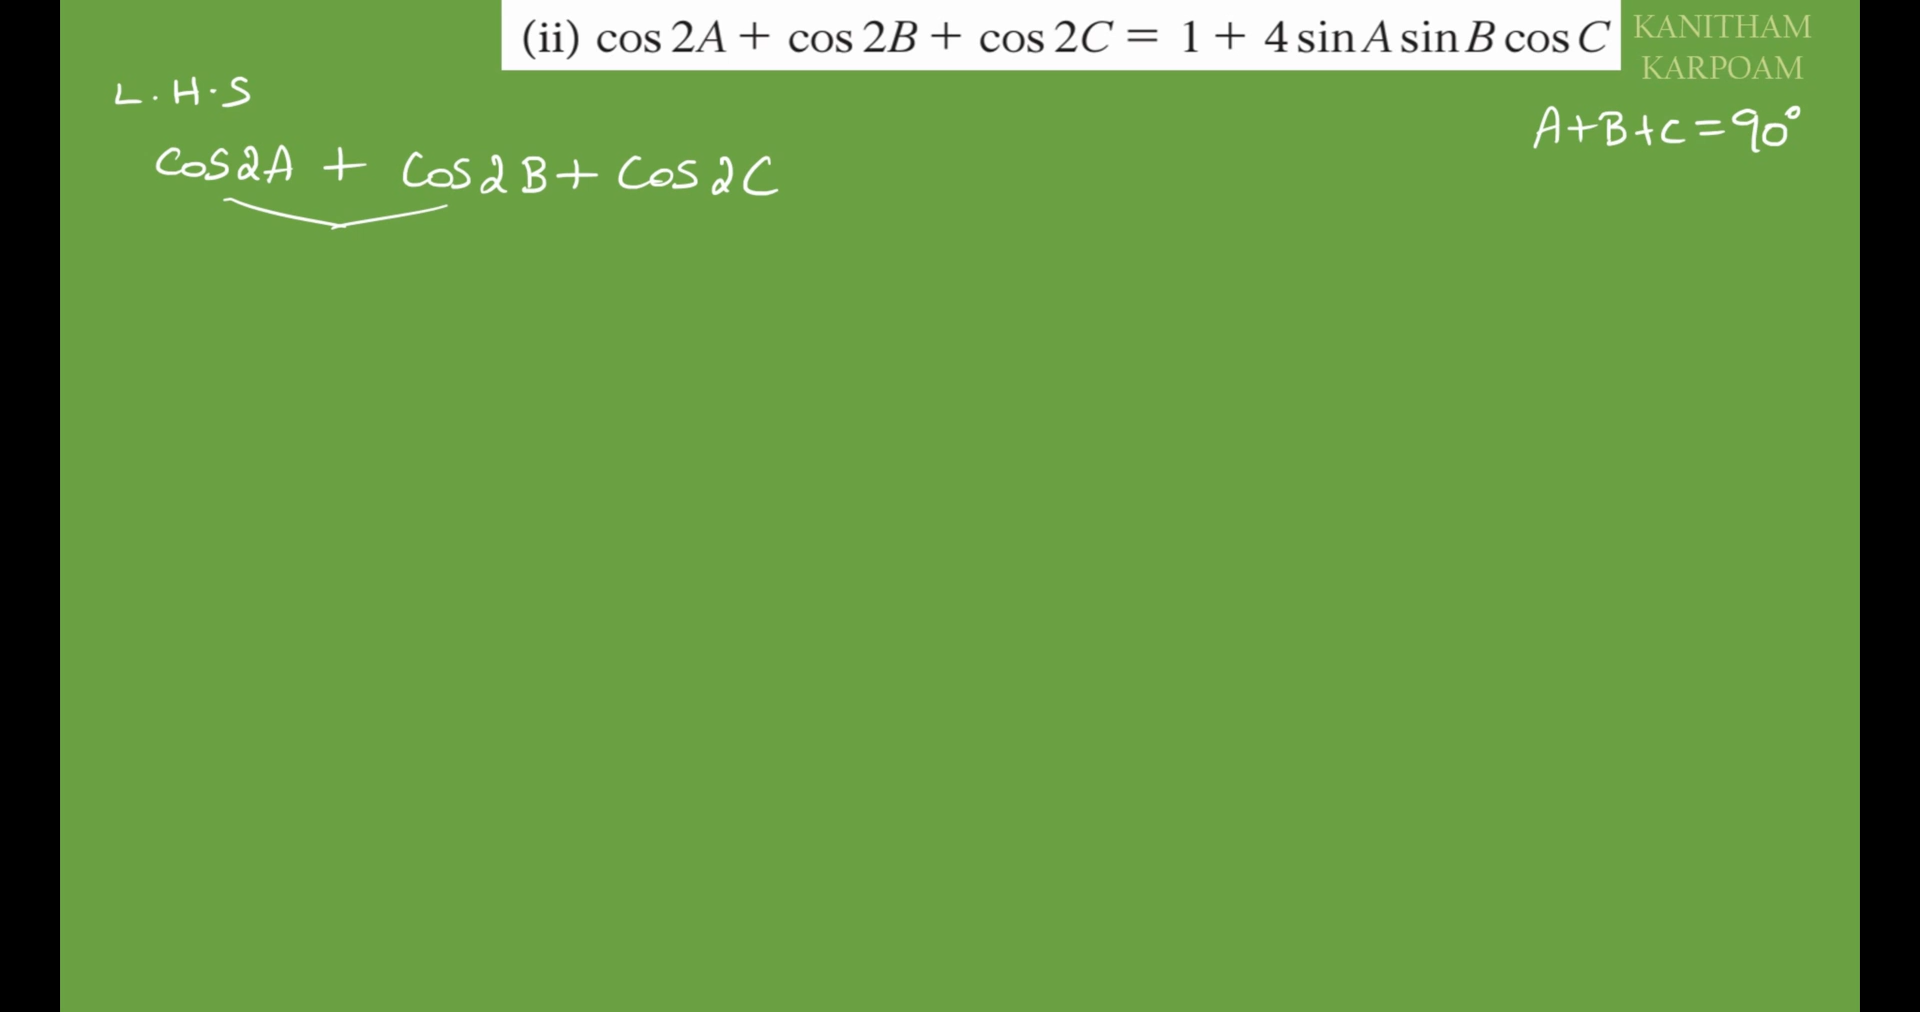 (ii) cos 2A + cos 2B + cos 2C = 1 + 4 sin A sin B cos C
KANITHAM
KARPOAM
L.H.S
A+B+C=90°
Cos2A + Cos2B + Cos2C